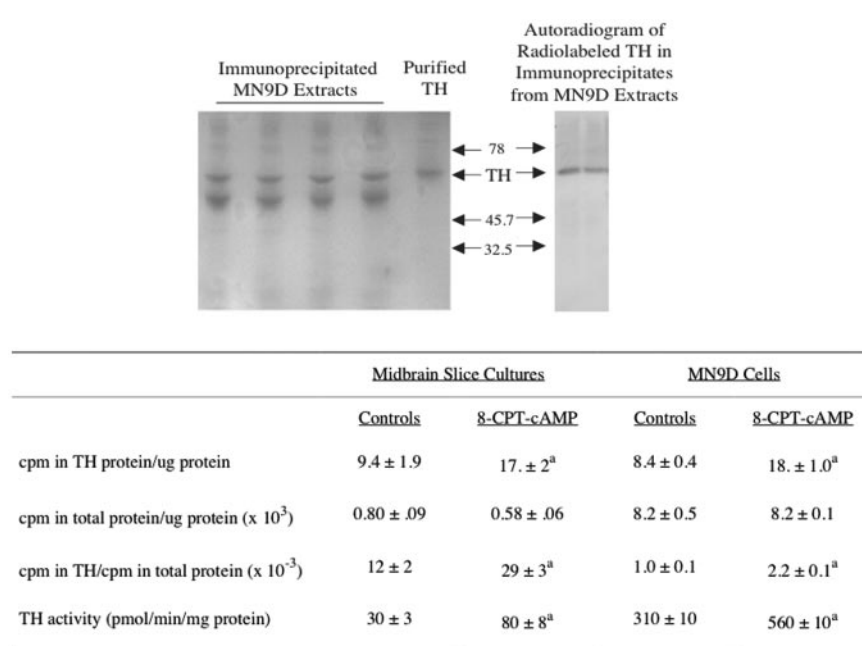 Autoradiogram of
Radiolabeled TH in
Immunoprecipitates
from MN9D Extracts
Immunoprecipitated
MN9D Extracts
Purified
TH
78
TH
45.7
32.5
Midbrain Slice Cultures MN9D Cells
Controls 8-CPT-cAMP Controls 8-CPT-cAMP
cpm in TH protein/ug protein 9.4 ± 1.9 17. ± 2ᵃ 8.4 ± 0.4 18. ± 1.0ᵃ
cpm in total protein/ug protein (x 10³) 0.80 ± .09 0.58 ± .06 8.2 ± 0.5 8.2 ± 0.1
cpm in TH/cpm in total protein (x 10⁻³) 12 ± 2 29 ± 3ᵃ 1.0 ± 0.1 2.2 ± 0.1ᵃ
TH activity (pmol/min/mg protein) 30 ± 3 80 ± 8ᵃ 310 ± 10 560 ± 10ᵃ